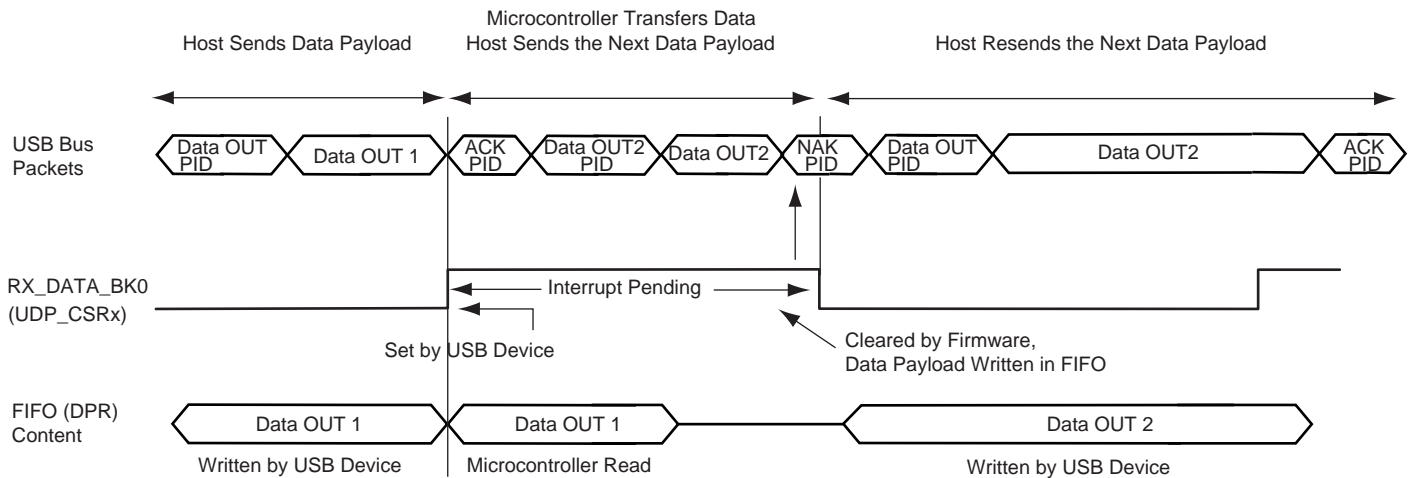 Host Sends Data Payload
Microcontroller Transfers Data
Host Sends the Next Data Payload
Host Resends the Next Data Payload
USB Bus
Packets
Data OUT
PID
Data OUT 1
ACK
PID
Data OUT2
PID
Data OUT2
NAK
PID
Data OUT
PID
Data OUT2
ACK
PID
RX_DATA_BK0
(UDP_CSRx)
Interrupt Pending
Set by USB Device
Cleared by Firmware,
Data Payload Written in FIFO
FIFO (DPR)
Content
Data OUT 1
Data OUT 1
Data OUT 2
Written by USB Device
Microcontroller Read
Written by USB Device